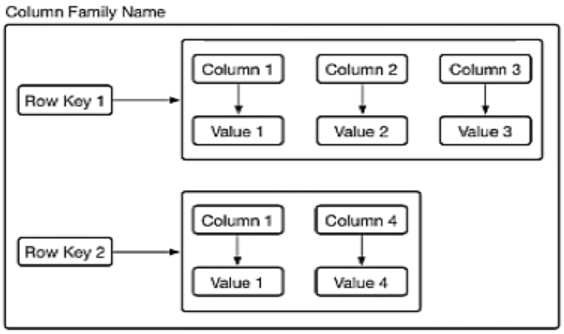 Column Family Name
Column 1 Column 2 Column 3
Row Key 1
Value 1 Value 2 Value 3
Column 1 Column 4
Row Key 2
Value 1 Value 4